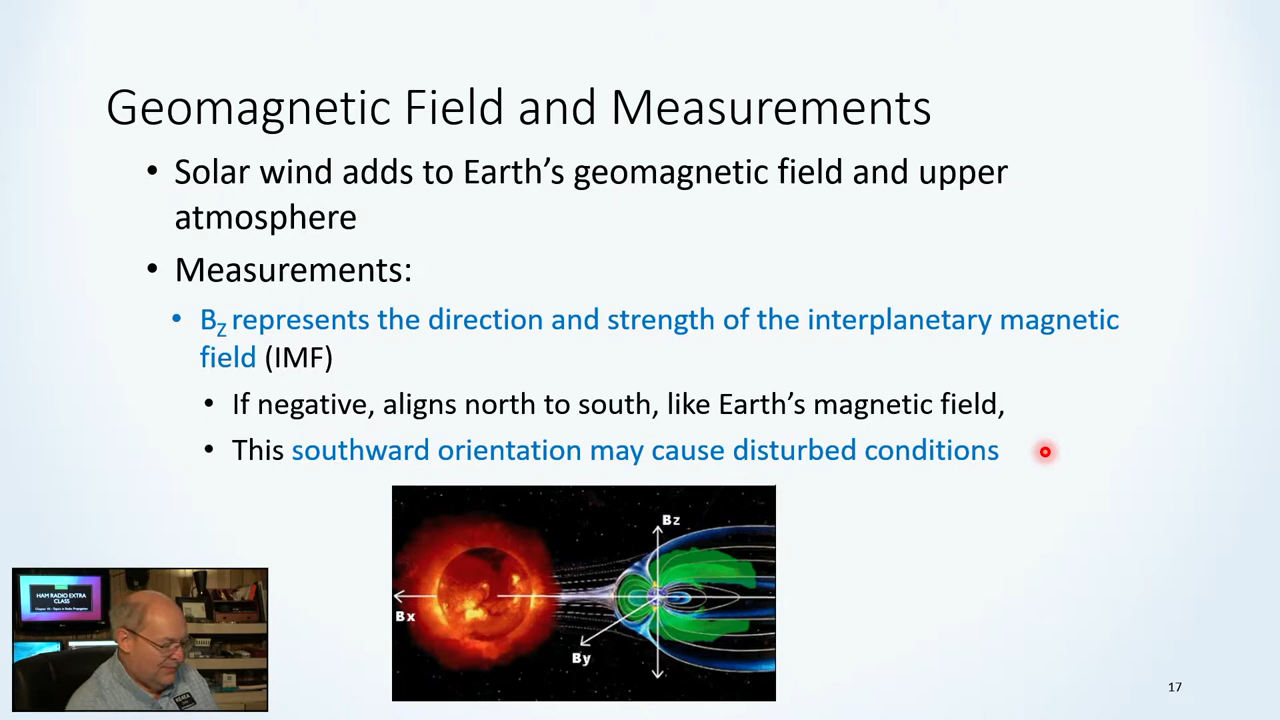 Geomagnetic Field and Measurements
• Solar wind adds to Earth’s geomagnetic field and upper
atmosphere
• Measurements:
• BZ represents the direction and strength of the interplanetary magnetic
field (IMF)
• If negative, aligns north to south, like Earth’s magnetic field,
• This southward orientation may cause disturbed conditions
Bz
Bx
By
HAM RADIO EXTRA
CLASS
17